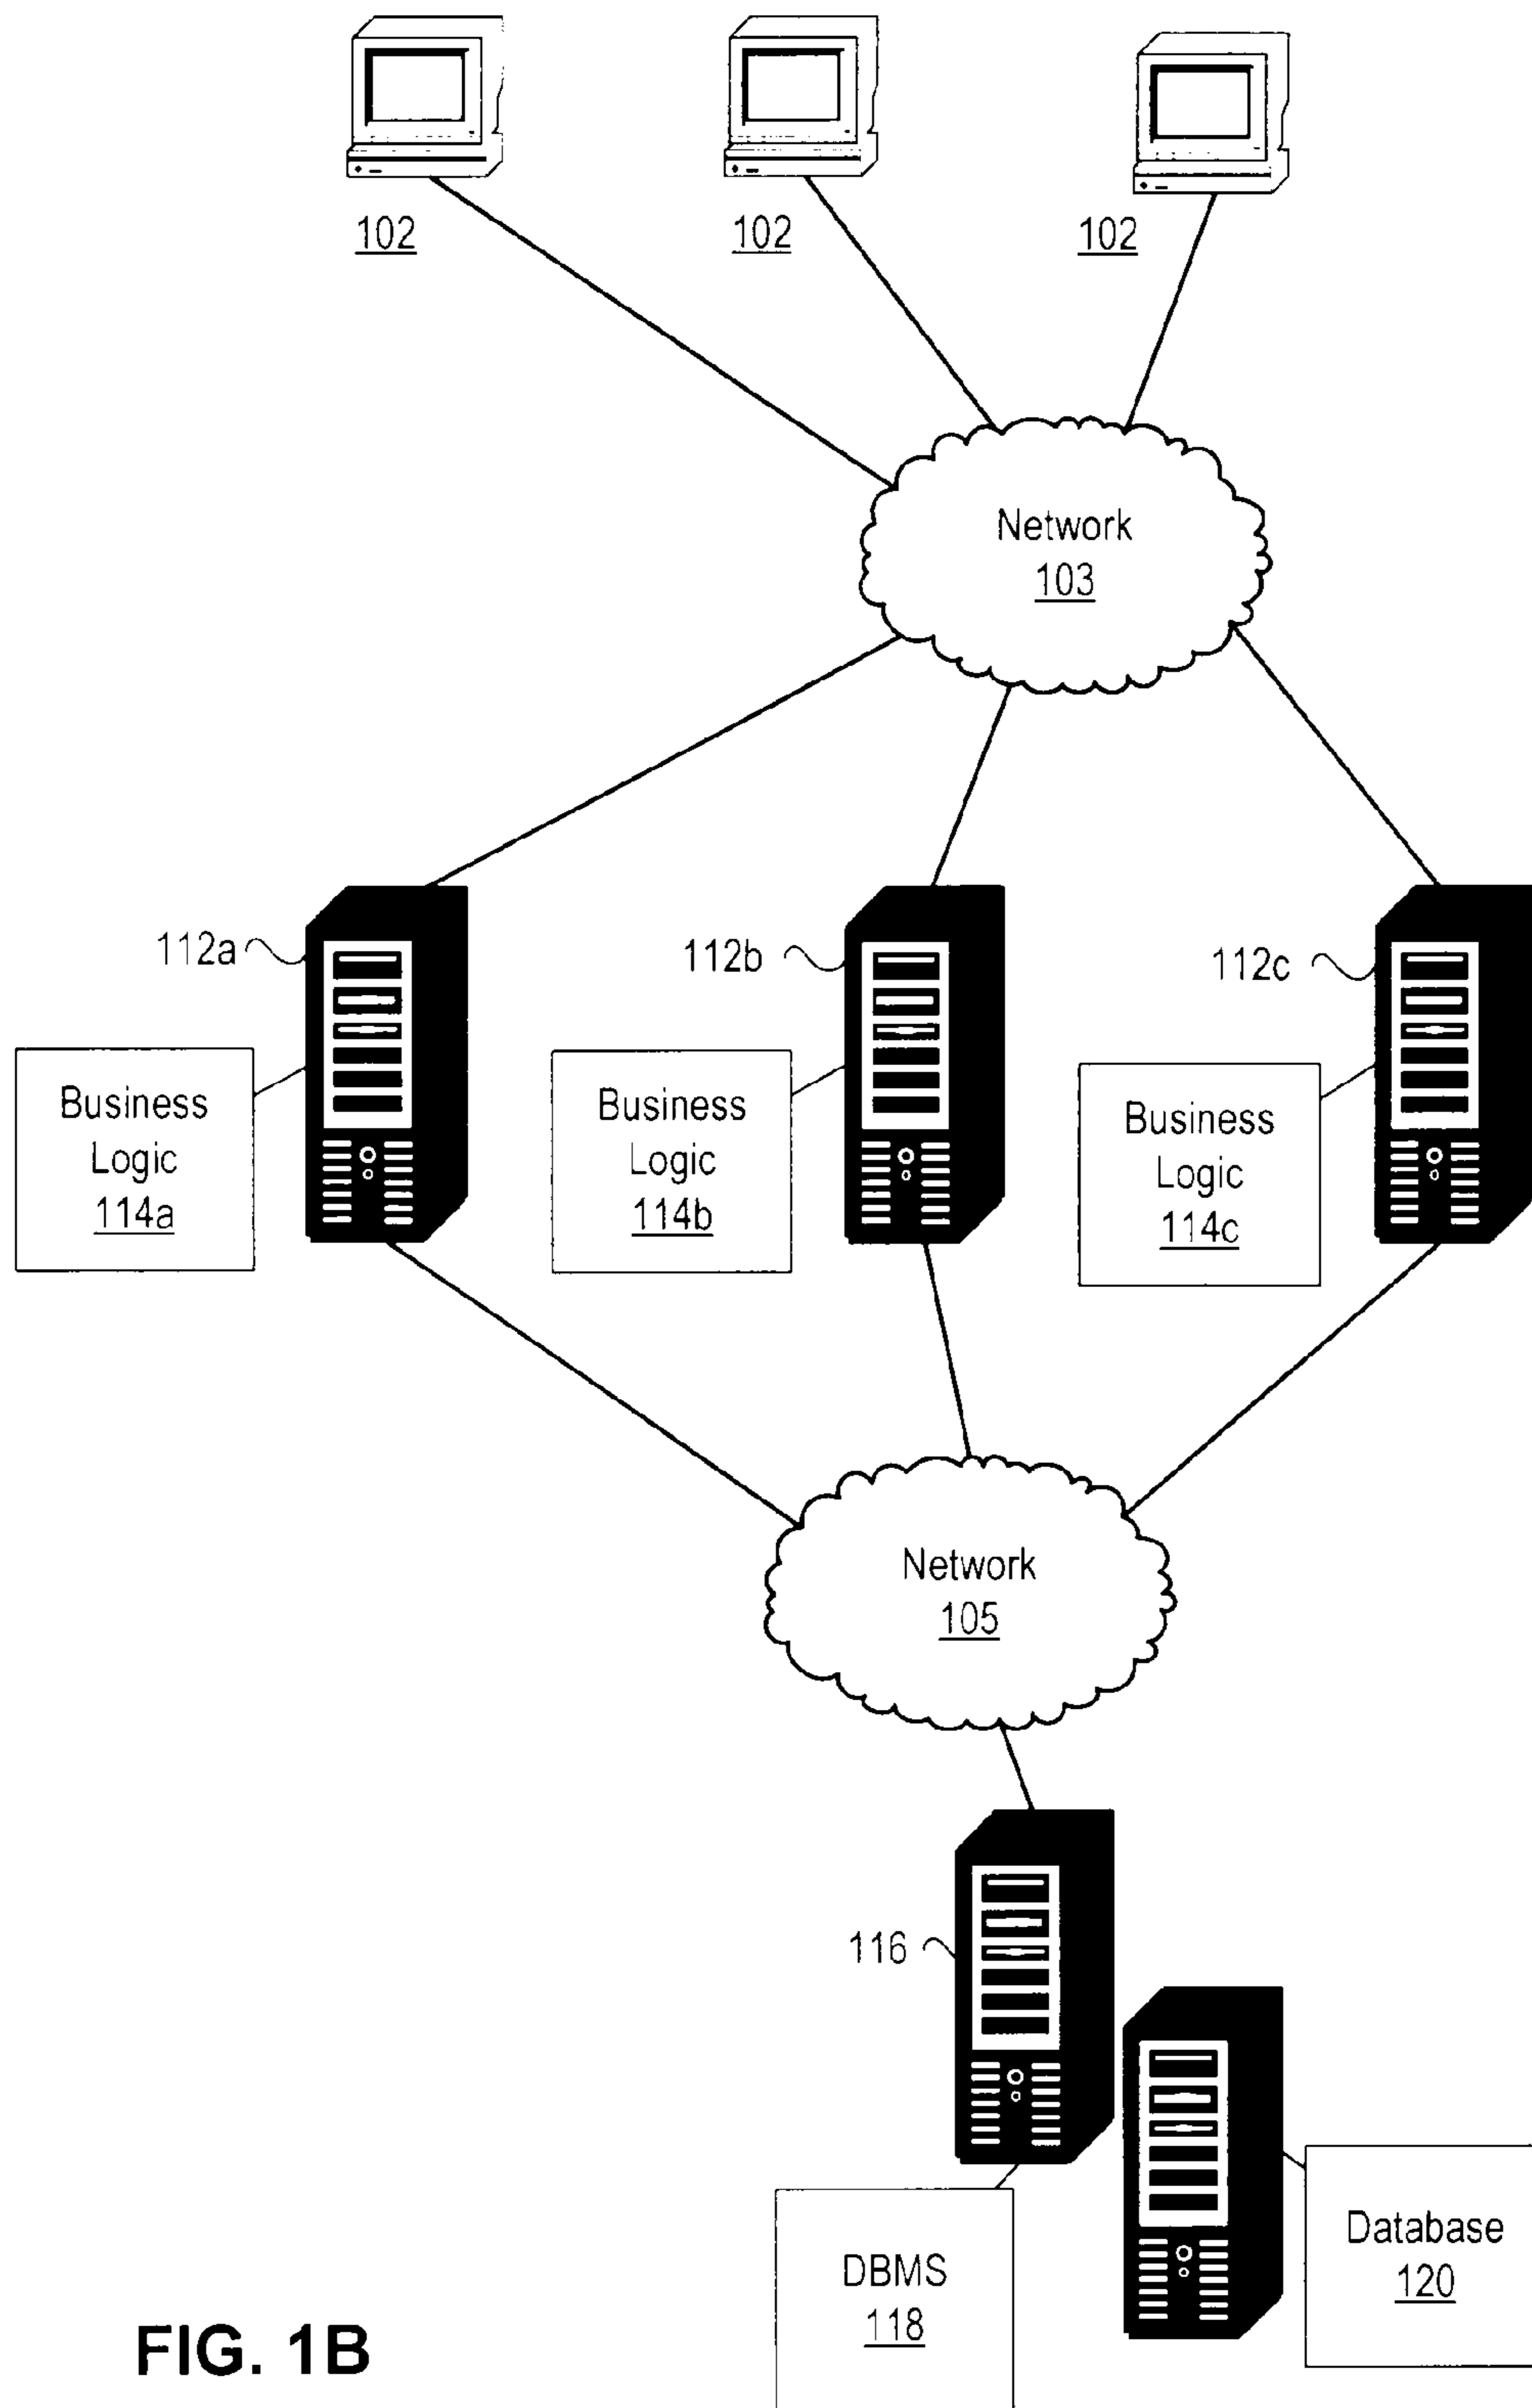 102
102
102
Network
103
112a
112b
112c
Business
Logic
114a
Business
Logic
114b
Business
Logic
114c
Network
105
116
DBMS
118
Database
120
FIG. 1B